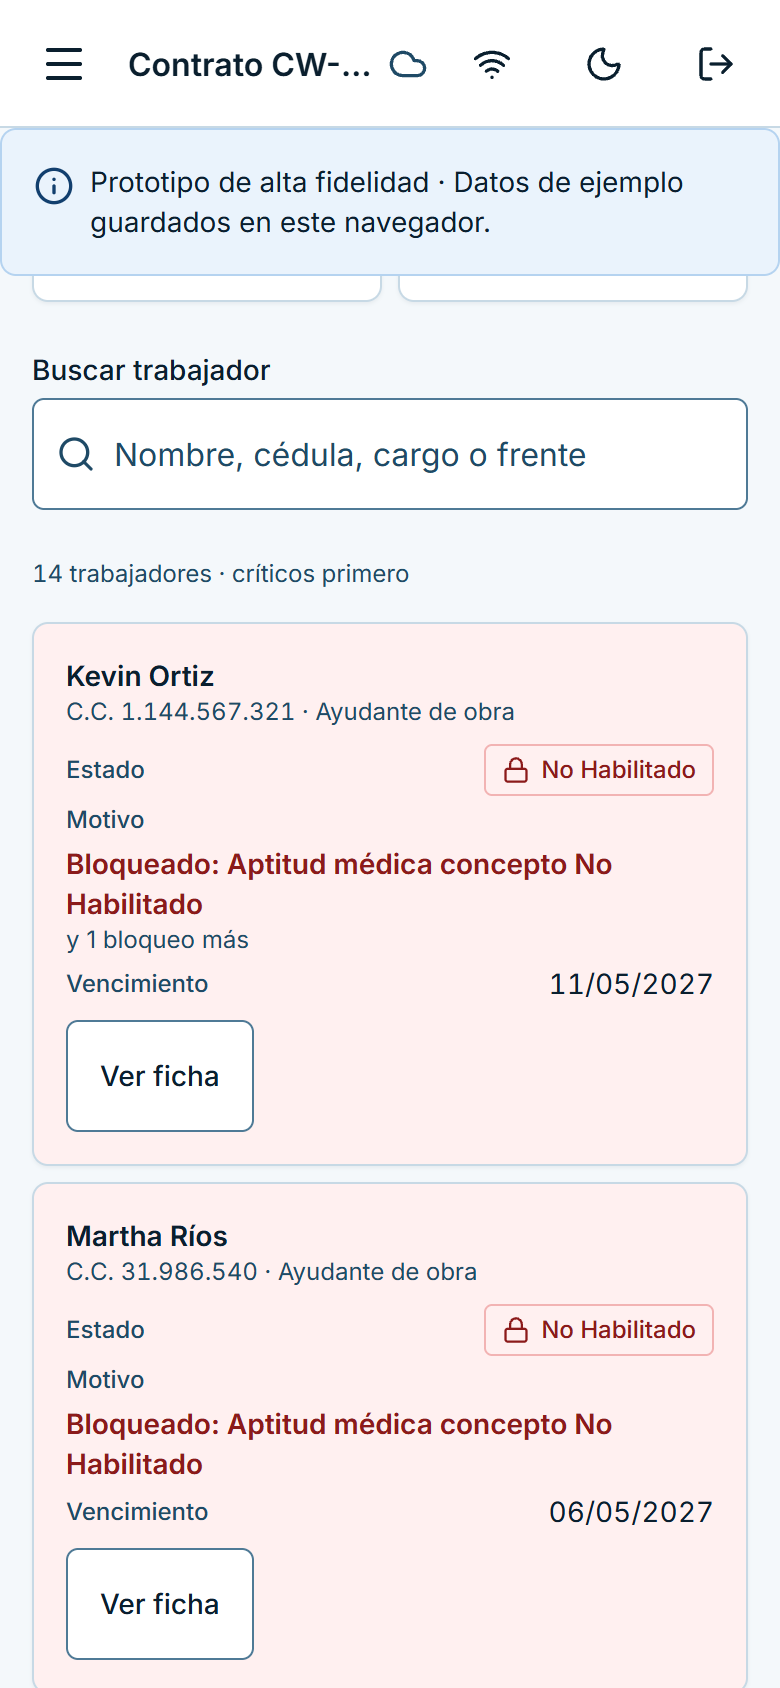 Contrato CW-...
Prototipo de alta fidelidad · Datos de ejemplo
guardados en este navegador.
Buscar trabajador
Nombre, cédula, cargo o frente
14 trabajadores · críticos primero
Kevin Ortiz
C.C. 1.144.567.321 · Ayudante de obra
Estado
No Habilitado
Motivo
Bloqueado: Aptitud médica concepto No
Habilitado
y 1 bloqueo más
Vencimiento
11/05/2027
Ver ficha
Martha Ríos
C.C. 31.986.540 · Ayudante de obra
Estado
No Habilitado
Motivo
Bloqueado: Aptitud médica concepto No
Habilitado
Vencimiento
06/05/2027
Ver ficha